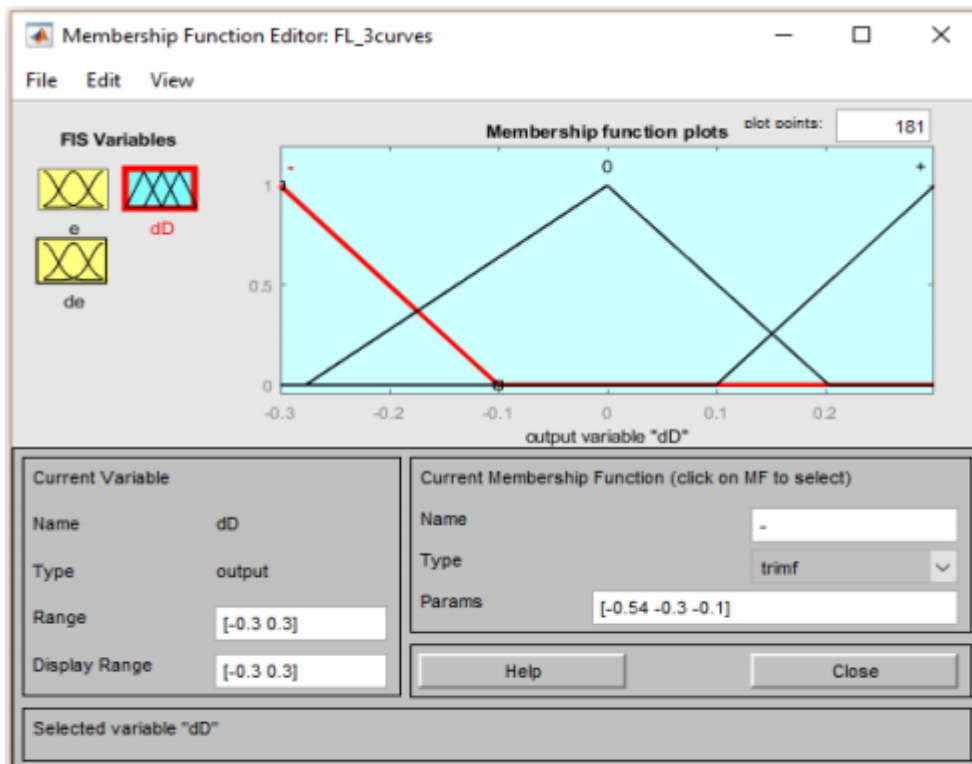 Membership Function Editor: FL_3curves
File Edit View
FIS Variables
e
dD
de
Membership function plots
plot points:
181
-
0
+
1
0.5
0
-0.3 -0.2 -0.1 0 0.1 0.2
output variable "dD"
Current Variable
Name dD
Type output
Range [-0.3 0.3]
Display Range [-0.3 0.3]
Current Membership Function (click on MF to select)
Name -
Type trimf
Params [-0.54 -0.3 -0.1]
Help Close
Selected variable "dD"